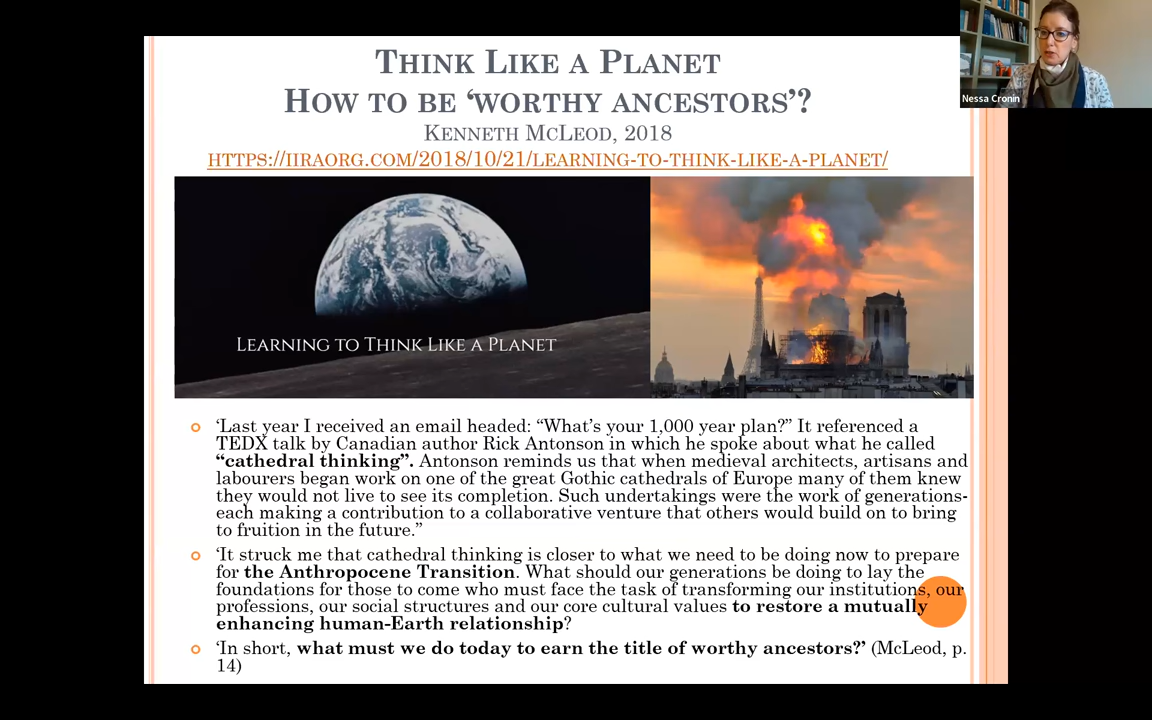 Think Like a Planet
How to be ‘worthy ancestors’?
Kenneth McLeod, 2018
https://iiraorg.com/2018/10/21/learning-to-think-like-a-planet/
Nessa Cronin
Learning to Think Like a Planet
‘Last year I received an email headed: “What’s your 1,000 year plan?” It referenced a
TEDX talk by Canadian author Rick Antonson in which he spoke about what he called
“cathedral thinking”. Antonson reminds us that when medieval architects, artisans and
labourers began work on one of the great Gothic cathedrals of Europe many of them knew
they would not live to see its completion. Such undertakings were the work of generations-
each making a contribution to a collaborative venture that others would build on to bring
to fruition in the future.”
‘It struck me that cathedral thinking is closer to what we need to be doing now to prepare
for the Anthropocene Transition. What should our generations be doing to lay the
foundations for those to come who must face the task of transforming our institutions, our
professions, our social structures and our core cultural values to restore a mutually
enhancing human-Earth relationship?
‘In short, what must we do today to earn the title of worthy ancestors?’ (McLeod, p.
14)